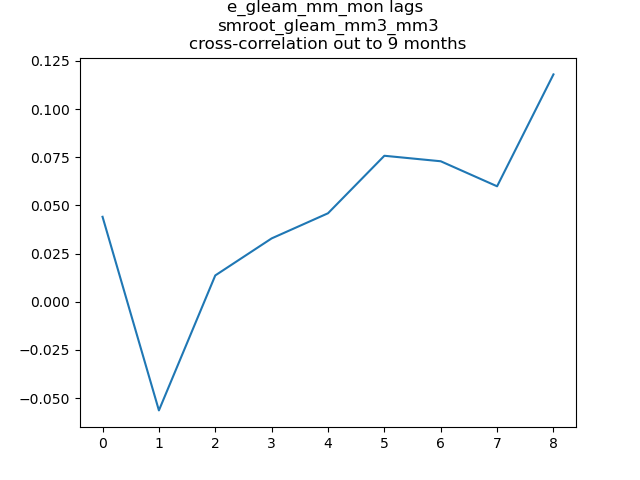 e_gleam_mm_mon lags
smroot_gleam_mm3_mm3
cross-correlation out to 9 months
0.125
0.100
0.075
0.050
0.025
0.000
−0.025
−0.050
0 1 2 3 4 5 6 7 8